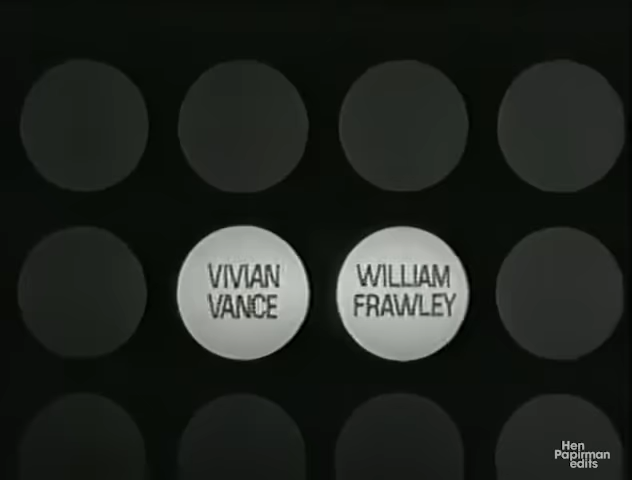 VIVIAN
VANCE
WILLIAM
FRAWLEY
Hen
Papirman
edits